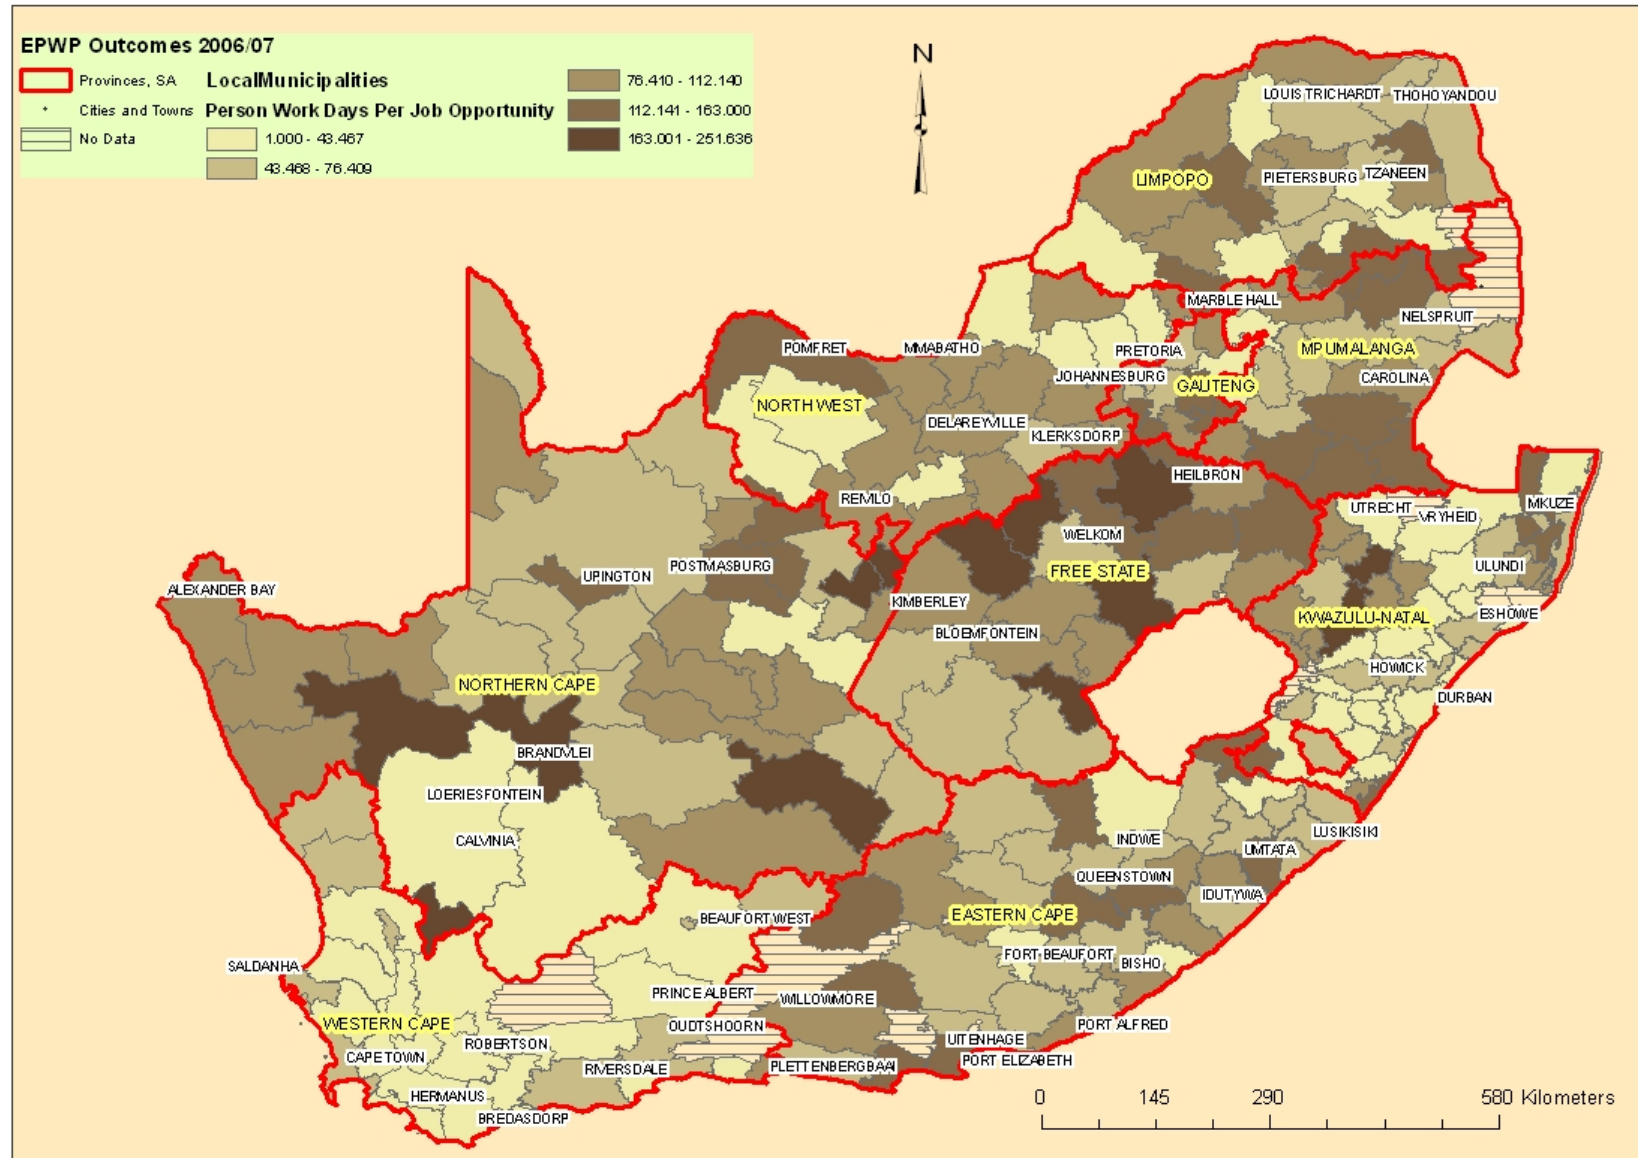 EPWP Outcomes 2006/07
Provinces, SA
LocalMunicipalities
Cities and Towns
Person Work Days Per Job Opportunity
No Data
1.000 - 43.467
43.468 - 76.409
76.410 - 112.140
112.141 - 163.000
163.001 - 251.636
N
LOUIS TRICHARDT
THOHOYANDOU
LIMPOPO
PIETERSBURG
TZANEEN
MARBLE HALL
NELSPRUIT
POMFRET
MMABATHO
PRETORIA
MPUMALANGA
JOHANNESBURG
GAUTENG
CAROLINA
NORTH WEST
DELAREYVILLE
KLERKSDORP
HEILBRON
REIVILO
UTRECHT
VRYHEID
MKUZE
WELKOM
POSTMASBURG
UPINGTON
FREE STATE
ULUNDI
ALEXANDER BAY
KIMBERLEY
KWAZULU-NATAL
ESHOWE
BLOEMFONTEIN
HOWICK
NORTHERN CAPE
DURBAN
BRANDVLEI
LOERIESFONTEIN
CALVINIA
INDWE
LUSIKISIKI
UMTATA
QUEENSTOWN
IDUTYWA
BEAUFORT WEST
EASTERN CAPE
FORT BEAUFORT
BISHO
SALDANHA
PRINCE ALBERT
WILLOWMORE
WESTERN CAPE
OUDTSHOORN
PORT ALFRED
ROBERTSON
UITENHAGE
CAPE TOWN
RIVERSDALE
PLETTENBERGBAAI
PORT ELIZABETH
HERMANUS
BREDASDORP
0 145 290 580 Kilometers